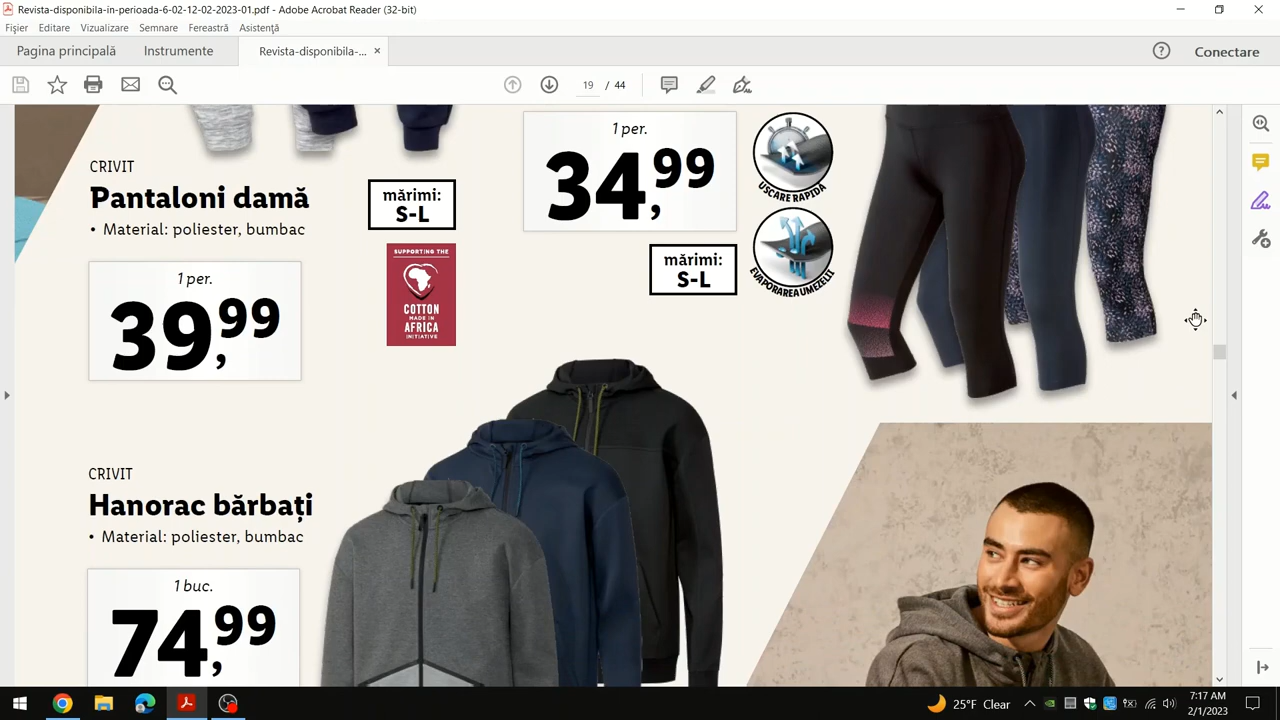 Revista-disponibila-in-perioada-6-02-12-02-2023-01.pdf - Adobe Acrobat Reader (32-bit)
Fișier Editare Vizualizare Semnare Fereastră Asistență
Pagina principală Instrumente Revista-disponibila-... × Conectare
19 / 44
CRIVIT
Pantaloni damă
• Material: poliester, bumbac
mărimi:
S-L
1 per.
39,99
SUPPORTING THE
COTTON
MADE IN
AFRICA
INITIATIVE
1 per.
34,99
mărimi:
S-L
USCARE RAPIDĂ
EVAPORAREA UMEZELII
CRIVIT
Hanorac bărbați
• Material: poliester, bumbac
1 buc.
74,99
25°F Clear
7:17 AM
2/1/2023